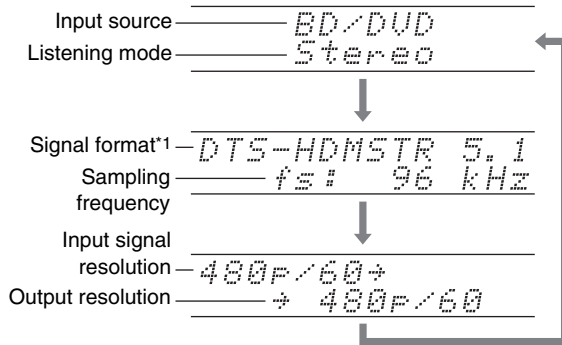 Input source
BD/DVD
Listening mode
Stereo
Signal format*1
DTS-HDMSTR 5.1
Sampling
frequency
fs: 96 kHz
Input signal
resolution
480p/60→
Output resolution
→ 480p/60